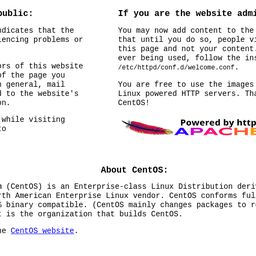 public:
ndicates that the
iencing problems or
ors of this website
of the page you
n general, mail
d to the website's
on.
while visiting
to
If you are the website admi
You may now add content to the
that until you do so, people vi
this page and not your content.
ever being used, follow the ins
/etc/httpd/conf.d/welcome.conf.
You are free to use the images
Linux powered HTTP servers. Tha
CentOS!
Powered by http
APACHE
About CentOS:
m (CentOS) is an Enterprise-class Linux Distribution deri
rth American Enterprise Linux vendor. CentOS conforms ful
% binary compatible. (CentOS mainly changes packages to r
t is the organization that builds CentOS.
he CentOS website.